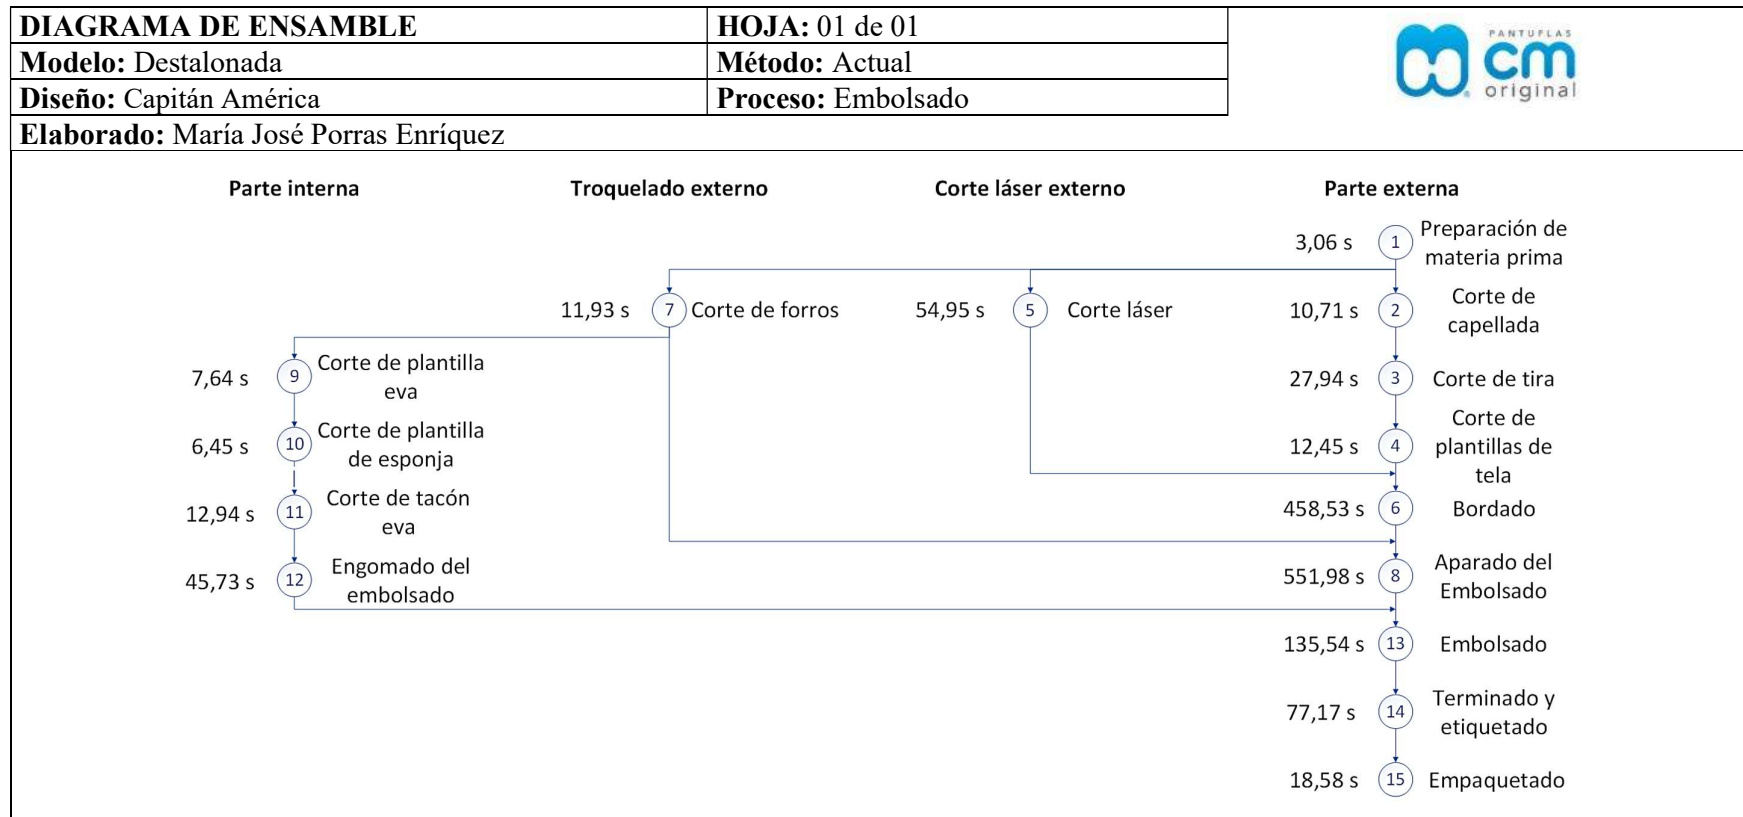 DIAGRAMA DE ENSAMBLE
HOJA: 01 de 01
Modelo: Destalonada
Método: Actual
Diseño: Capitán América
Proceso: Embolsado
Elaborado: María José Porras Enríquez
PANTUFLAS
cm
original
Parte interna
Troquelado externo
Corte láser externo
Parte externa
3,06 s
1
Preparación de
materia prima
11,93 s
7
Corte de forros
54,95 s
5
Corte láser
10,71 s
2
Corte de
capellada
7,64 s
9
Corte de plantilla
eva
27,94 s
3
Corte de tira
6,45 s
10
Corte de plantilla
de esponja
12,45 s
4
Corte de
plantillas de
tela
12,94 s
11
Corte de tacón
eva
458,53 s
6
Bordado
45,73 s
12
Engomado del
embolsado
551,98 s
8
Aparado del
Embolsado
135,54 s
13
Embolsado
77,17 s
14
Terminado y
etiquetado
18,58 s
15
Empaquetado